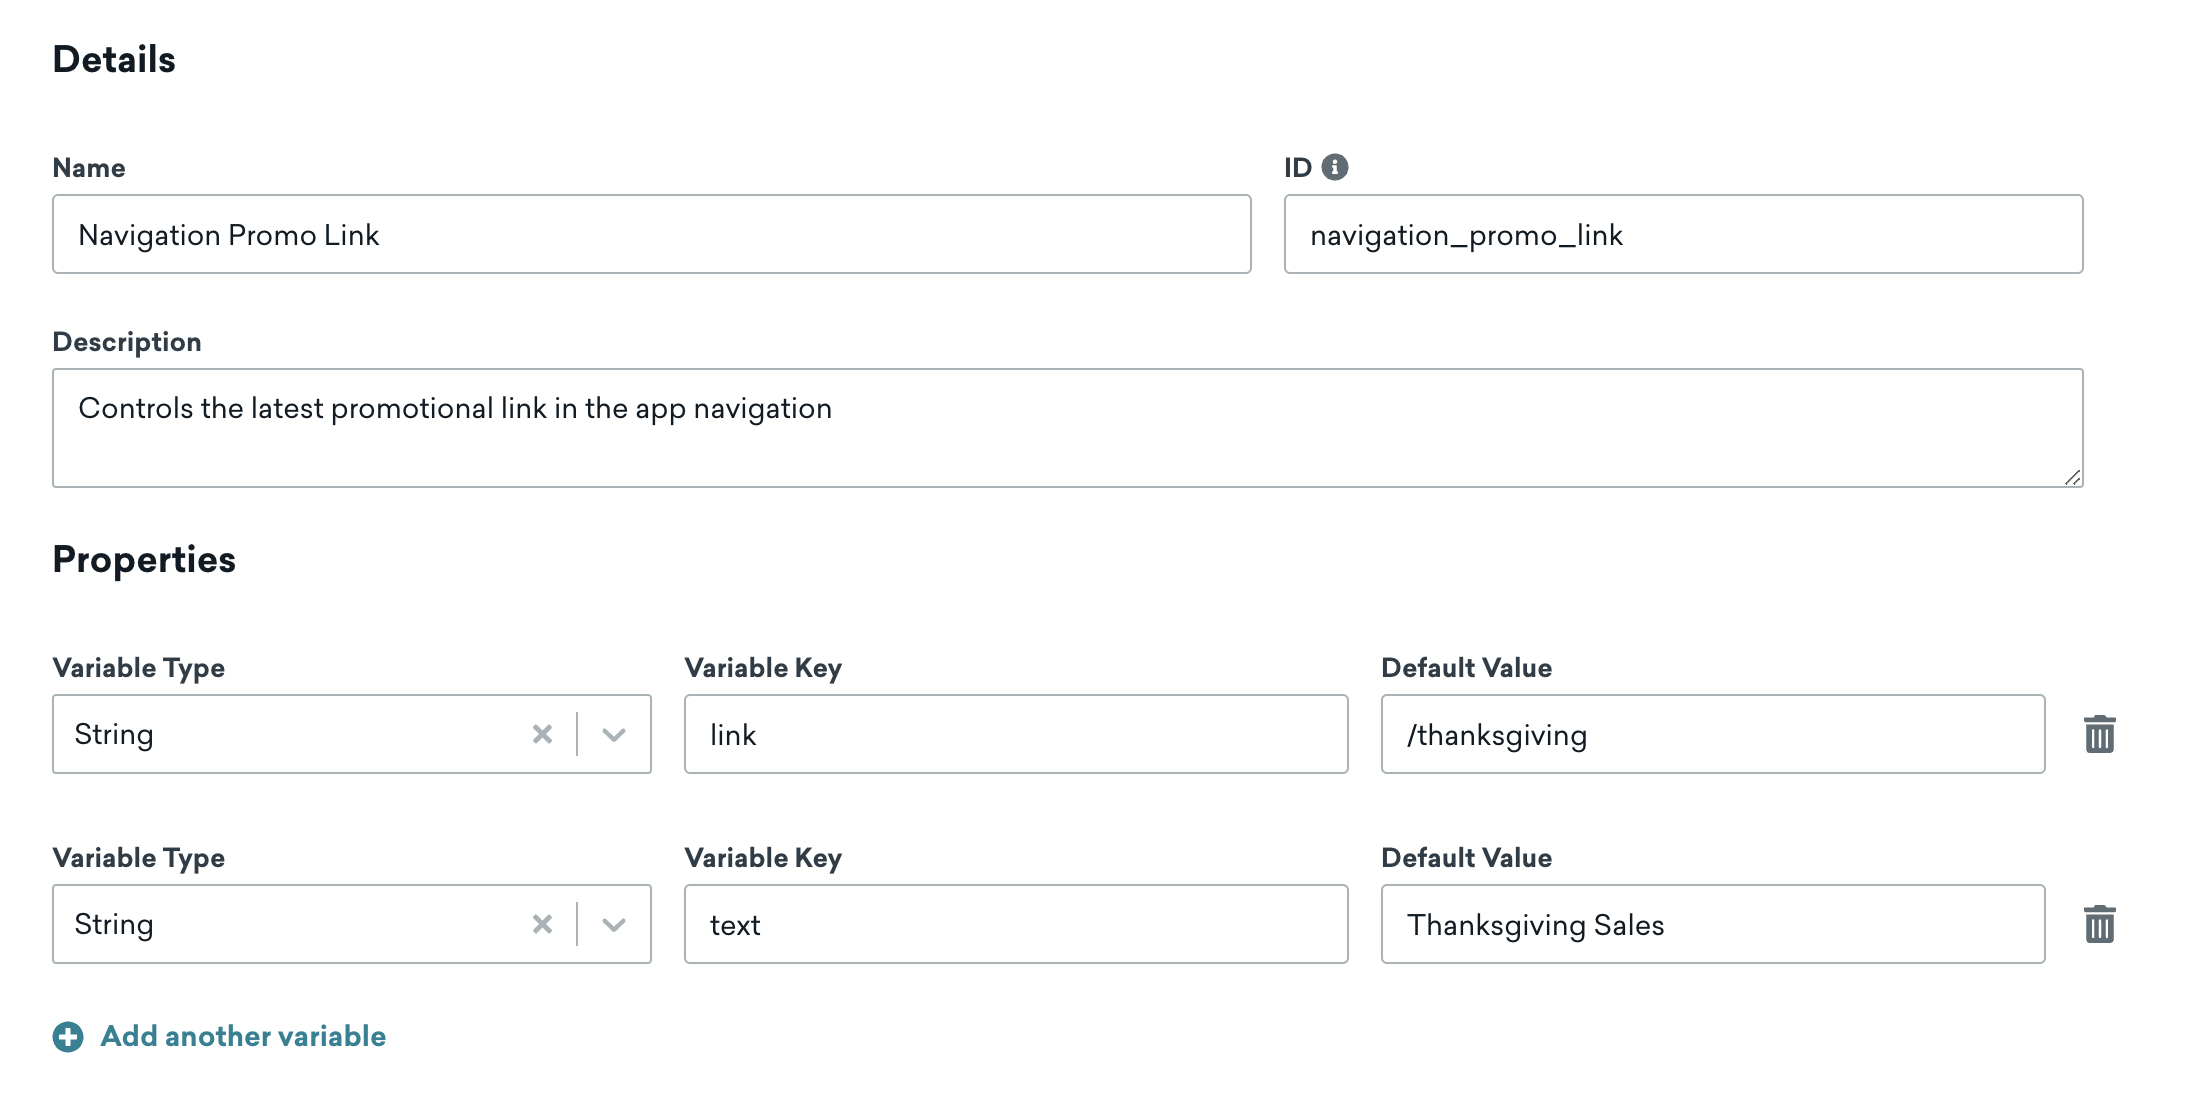 Details
Name
ID
Navigation Promo Link
navigation_promo_link
Description
Controls the latest promotional link in the app navigation
Properties
Variable Type
Variable Key
Default Value
String
link
/thanksgiving
Variable Type
Variable Key
Default Value
String
text
Thanksgiving Sales
Add another variable